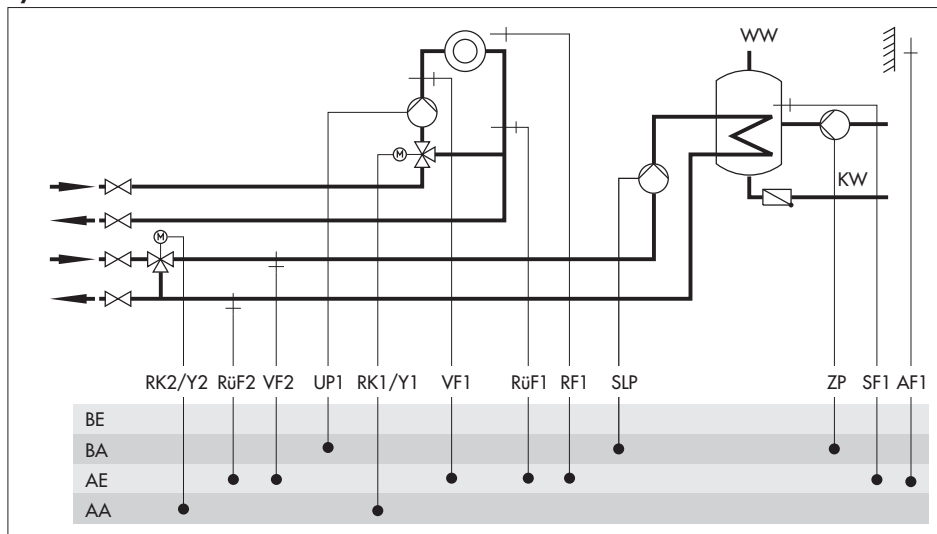 WW
M
KW
M
RK2/Y2 RüF2 VF2 UP1 RK1/Y1 VF1 RüF1 RF1 SLP ZP SF1 AF1
BE
BA
AE
AA